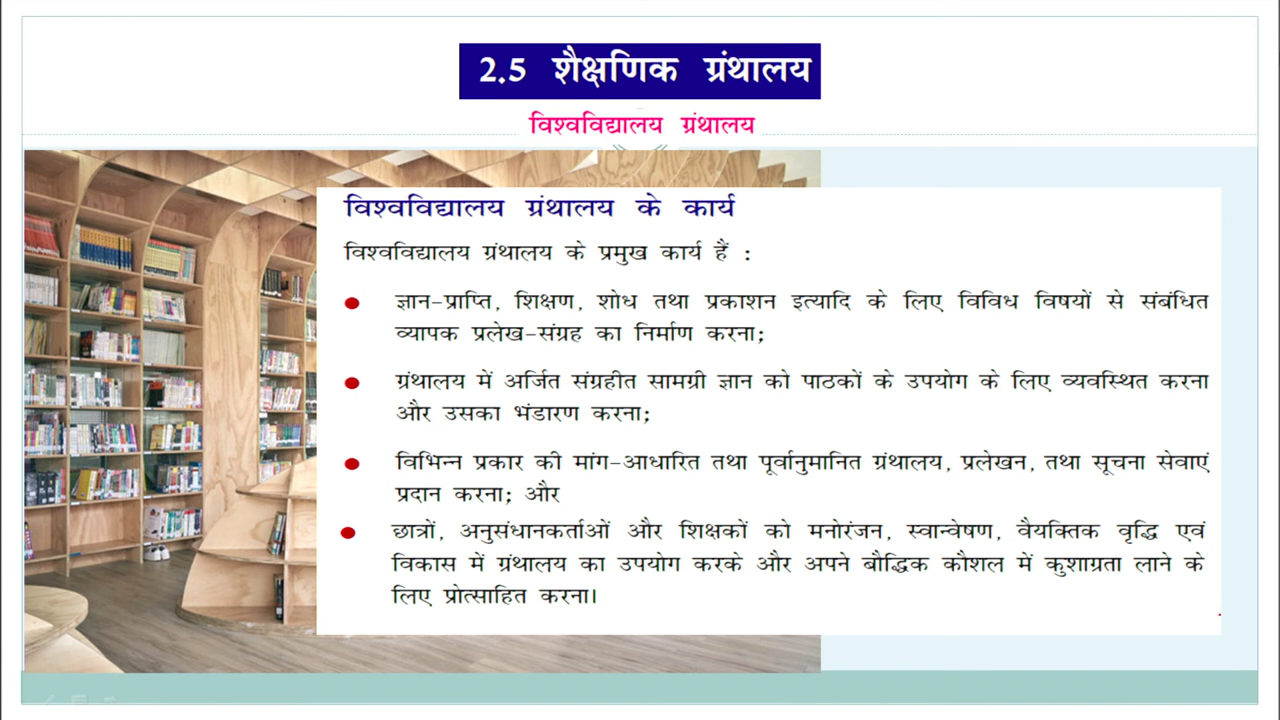 2.5 शैक्षणिक ग्रंथालय
विश्वविद्यालय ग्रंथालय
विश्वविद्यालय ग्रंथालय के कार्य
विश्वविद्यालय ग्रंथालय के प्रमुख कार्य हैं :
● ज्ञान-प्राप्ति, शिक्षण, शोध तथा प्रकाशन इत्यादि के लिए विविध विषयों से संबंधित
व्यापक प्रलेख-संग्रह का निर्माण करना;
● ग्रंथालय में अर्जित संग्रहीत सामग्री ज्ञान को पाठकों के उपयोग के लिए व्यवस्थित करना
और उसका भंडारण करना;
● विभिन्न प्रकार की मांग-आधारित तथा पूर्वानुमानित ग्रंथालय, प्रलेखन, तथा सूचना सेवाएं
प्रदान करना; और
● छात्रों, अनुसंधानकर्ताओं और शिक्षकों को मनोरंजन, स्वान्वेषण, वैयक्तिक वृद्धि एवं
विकास में ग्रंथालय का उपयोग करके और अपने बौद्धिक कौशल में कुशाग्रता लाने के
लिए प्रोत्साहित करना।